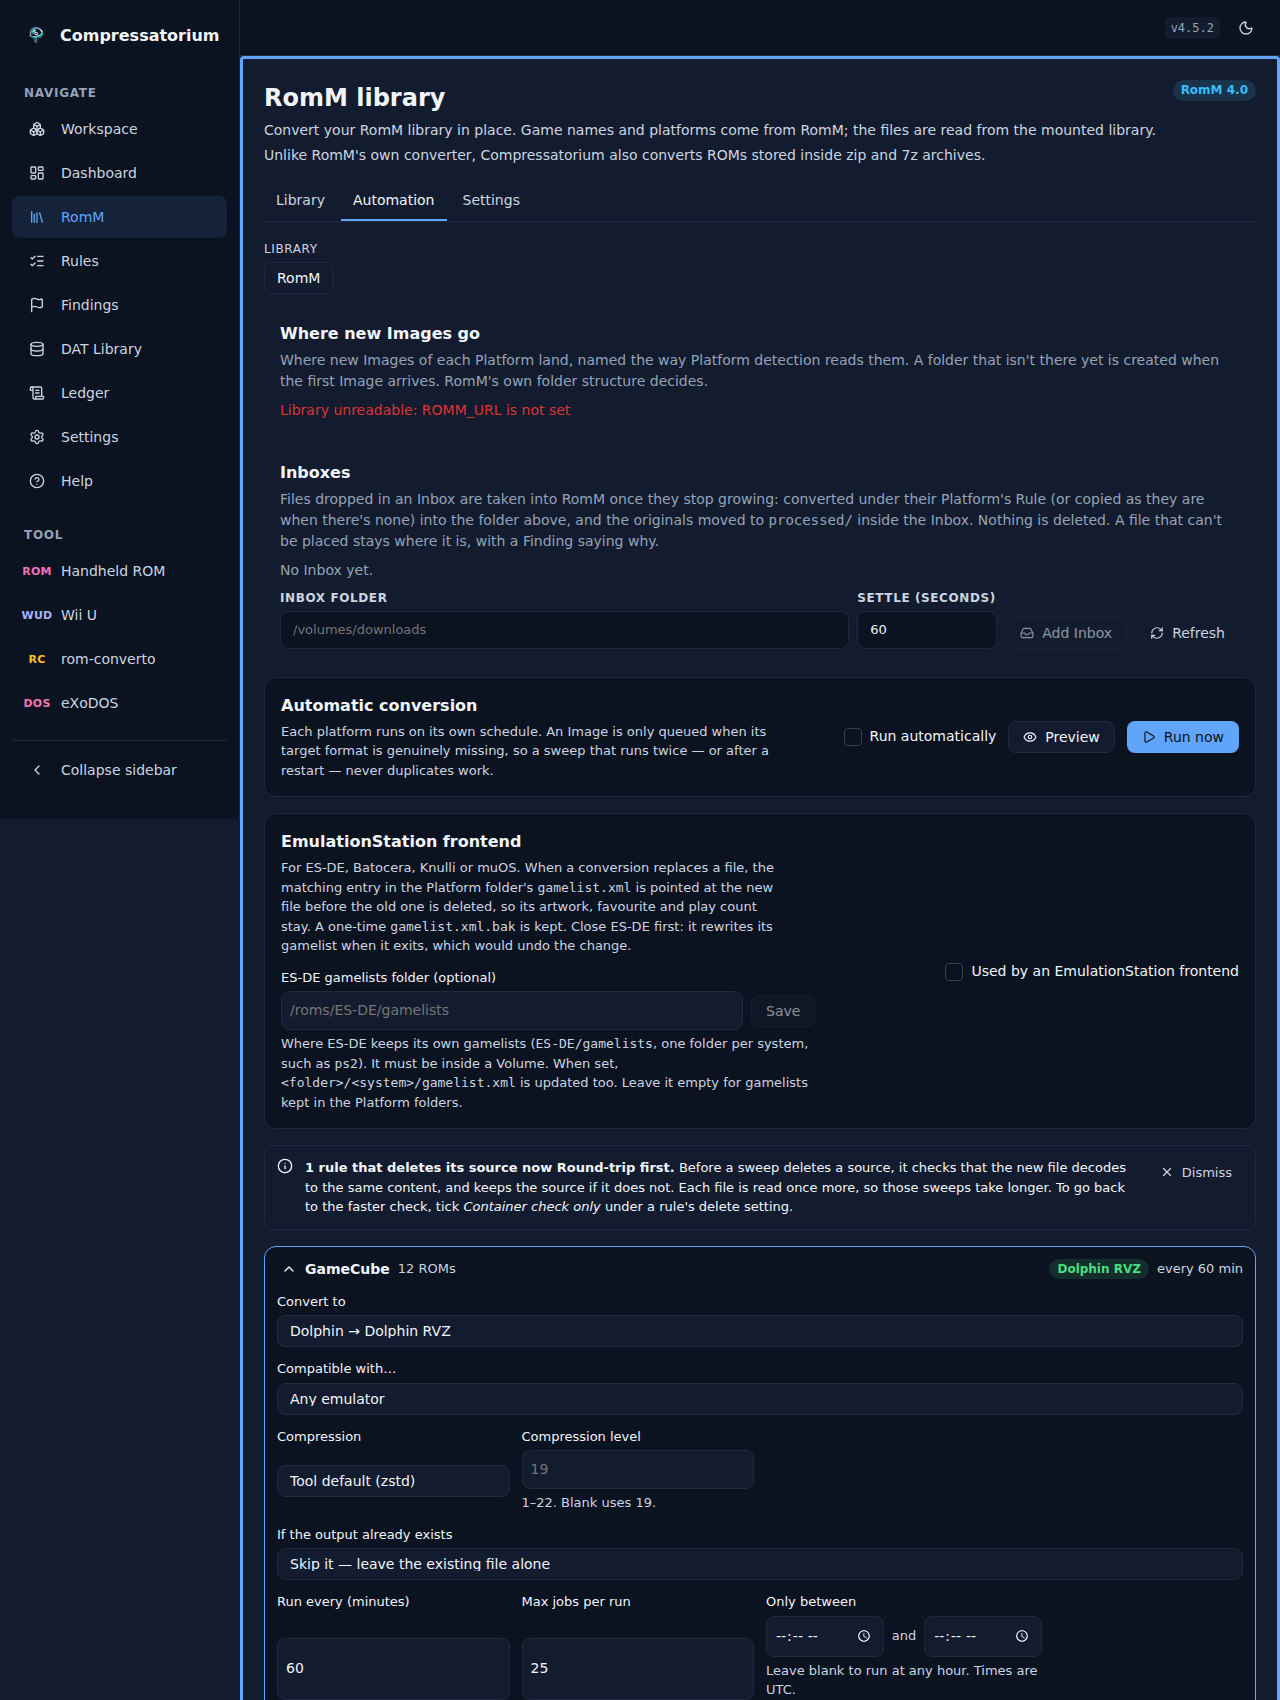 Compressatorium
v4.5.2
NAVIGATE
Workspace
Dashboard
RomM
Rules
Findings
DAT Library
Ledger
Settings
Help
TOOL
ROM Handheld ROM
WUD Wii U
RC rom-converto
DOS eXoDOS
Collapse sidebar
RomM library
RomM 4.0
Convert your RomM library in place. Game names and platforms come from RomM; the files are read from the mounted library.
Unlike RomM's own converter, Compressatorium also converts ROMs stored inside zip and 7z archives.
Library Automation Settings
LIBRARY
RomM
Where new Images go
Where new Images of each Platform land, named the way Platform detection reads them. A folder that isn't there yet is created when
the first Image arrives. RomM's own folder structure decides.
Library unreadable: ROMM_URL is not set
Inboxes
Files dropped in an Inbox are taken into RomM once they stop growing: converted under their Platform's Rule (or copied as they are
when there's none) into the folder above, and the originals moved to processed/ inside the Inbox. Nothing is deleted. A file that can't
be placed stays where it is, with a Finding saying why.
No Inbox yet.
INBOX FOLDER SETTLE (SECONDS)
/volumes/downloads 60 Add Inbox Refresh
Automatic conversion
Each platform runs on its own schedule. An Image is only queued when its
target format is genuinely missing, so a sweep that runs twice — or after a
restart — never duplicates work.
Run automatically Preview Run now
EmulationStation frontend
For ES-DE, Batocera, Knulli or muOS. When a conversion replaces a file, the
matching entry in the Platform folder's gamelist.xml is pointed at the new
file before the old one is deleted, so its artwork, favourite and play count
stay. A one-time gamelist.xml.bak is kept. Close ES-DE first: it rewrites its
gamelist when it exits, which would undo the change.
ES-DE gamelists folder (optional)
/roms/ES-DE/gamelists Save
Where ES-DE keeps its own gamelists (ES-DE/gamelists, one folder per system,
such as ps2). It must be inside a Volume. When set,
<folder>/<system>/gamelist.xml is updated too. Leave it empty for gamelists
kept in the Platform folders.
Used by an EmulationStation frontend
1 rule that deletes its source now Round-trip first. Before a sweep deletes a source, it checks that the new file decodes
to the same content, and keeps the source if it does not. Each file is read once more, so those sweeps take longer. To go back
to the faster check, tick Container check only under a rule's delete setting.
Dismiss
GameCube 12 ROMs Dolphin RVZ every 60 min
Convert to
Dolphin → Dolphin RVZ
Compatible with…
Any emulator
Compression Compression level
Tool default (zstd) 19
1–22. Blank uses 19.
If the output already exists
Skip it — leave the existing file alone
Run every (minutes) Max jobs per run Only between
60 25 --:-- -- and --:-- --
Leave blank to run at any hour. Times are
UTC.